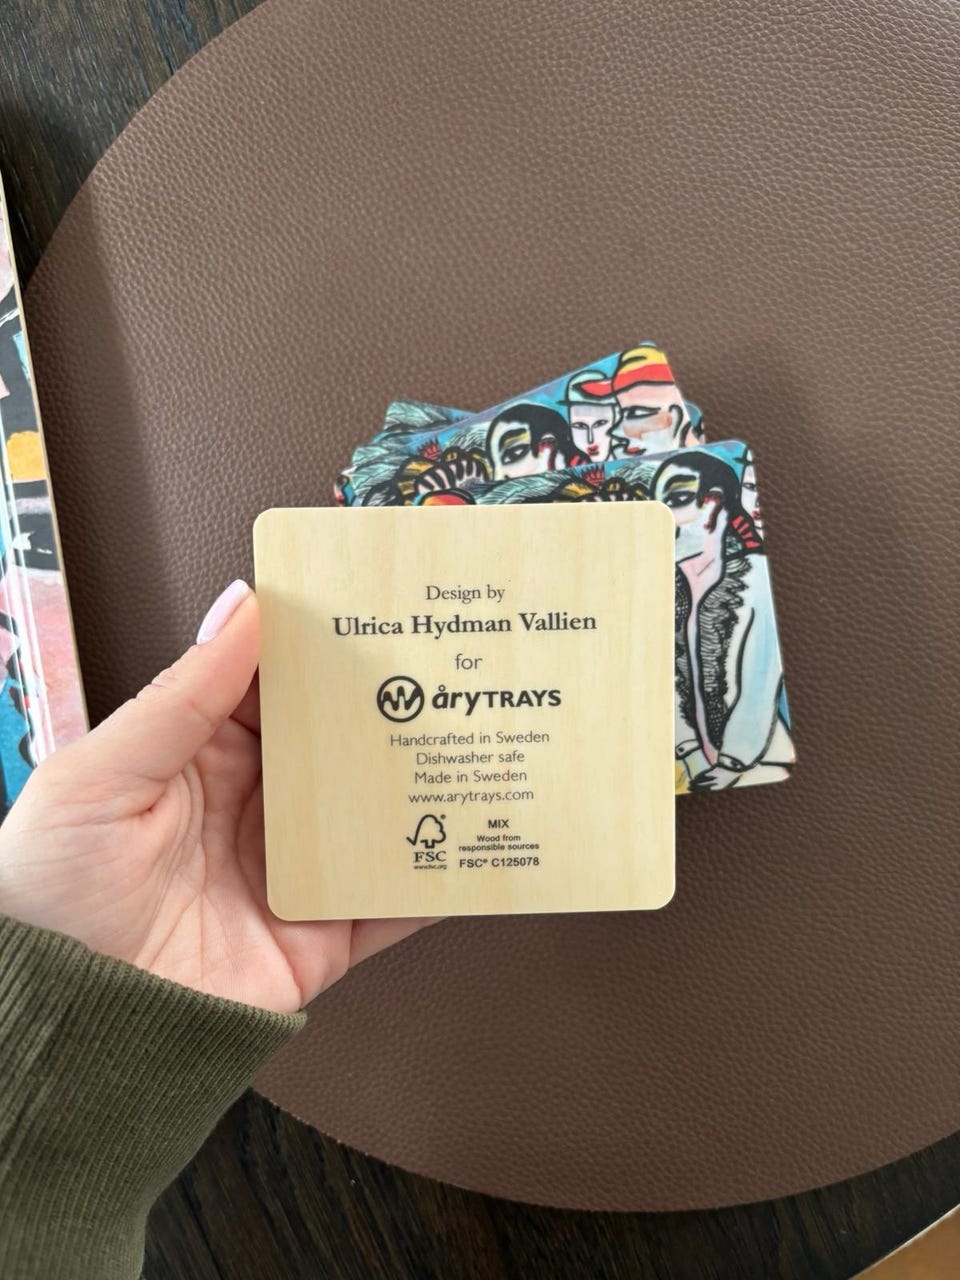 Design by
Ulrica Hydman Vallien
for
åryTRAYS
Handcrafted in Sweden
Dishwasher safe
Made in Sweden
www.arytrays.com
FSC
www.fsc.org
MIX
Wood from
responsible sources
FSC® C125078